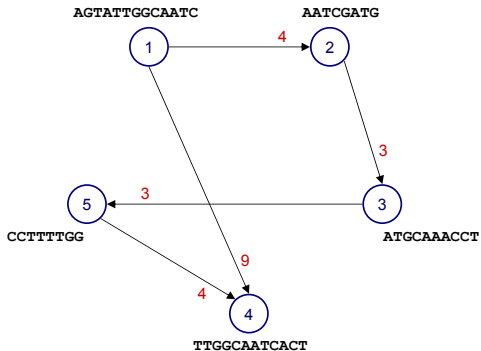 AGTATTGGCAATC AATCGATG
1 4 2
3
5 3 3
CCTTTTGG ATGCAAACCT
9
4
4
TTGGCAATCACT